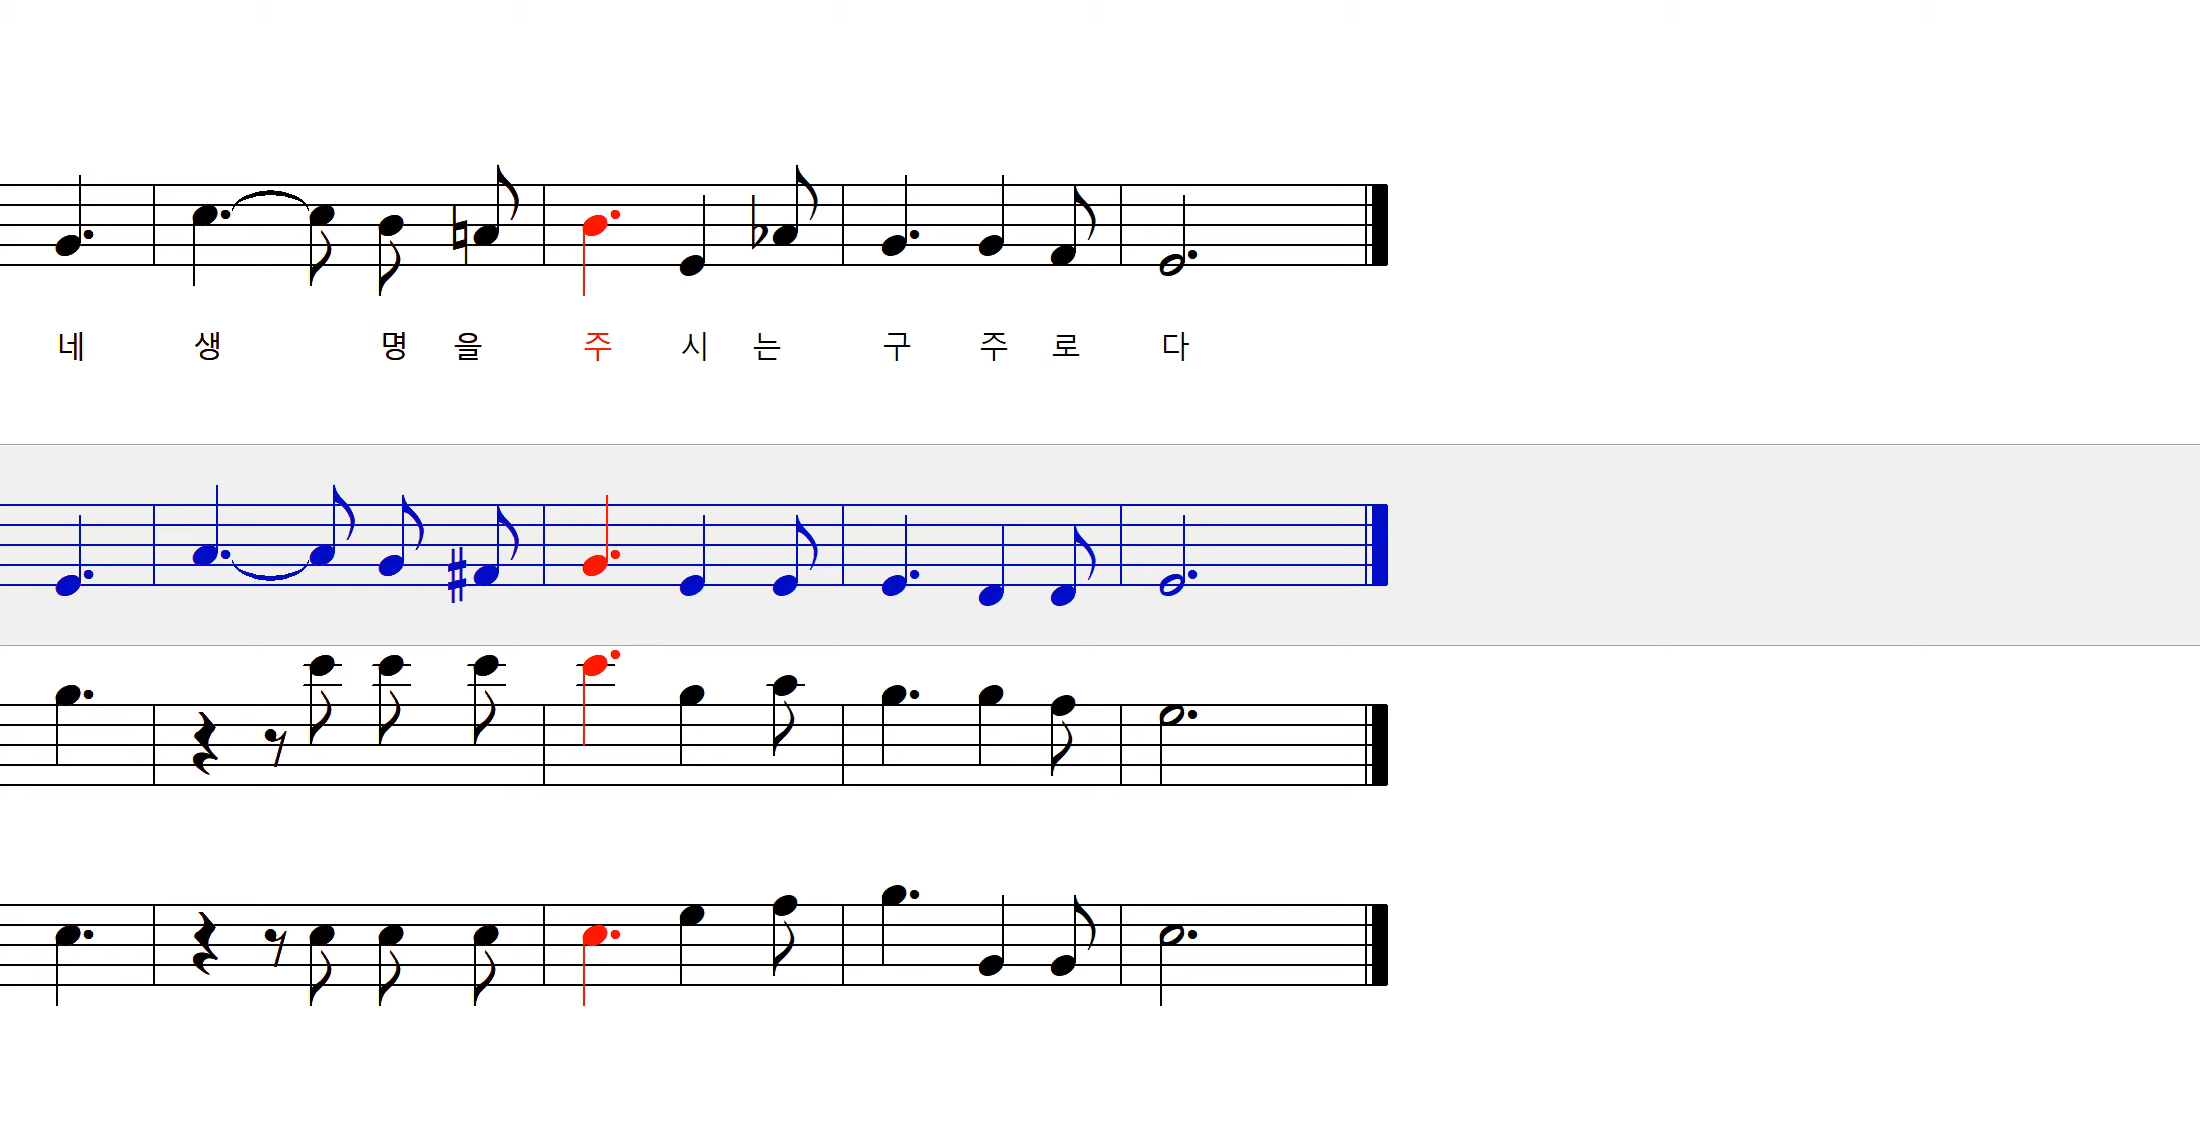 네 생 명 을 주 시 는 구 주 로 다